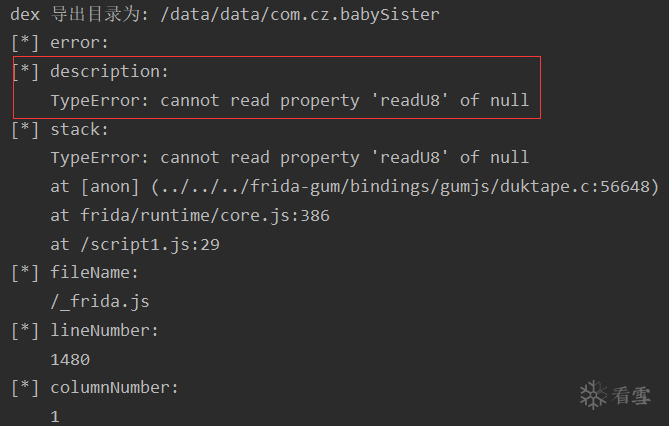 dex 导出目录为: /data/data/com.cz.babySister
[*] error:
[*] description:
TypeError: cannot read property 'readU8' of null
[*] stack:
TypeError: cannot read property 'readU8' of null
at [anon] (../../../frida-gum/bindings/gumjs/duktape.c:56648)
at frida/runtime/core.js:386
at /script1.js:29
[*] fileName:
/_frida.js
[*] lineNumber:
1480
[*] columnNumber:
1
看雪